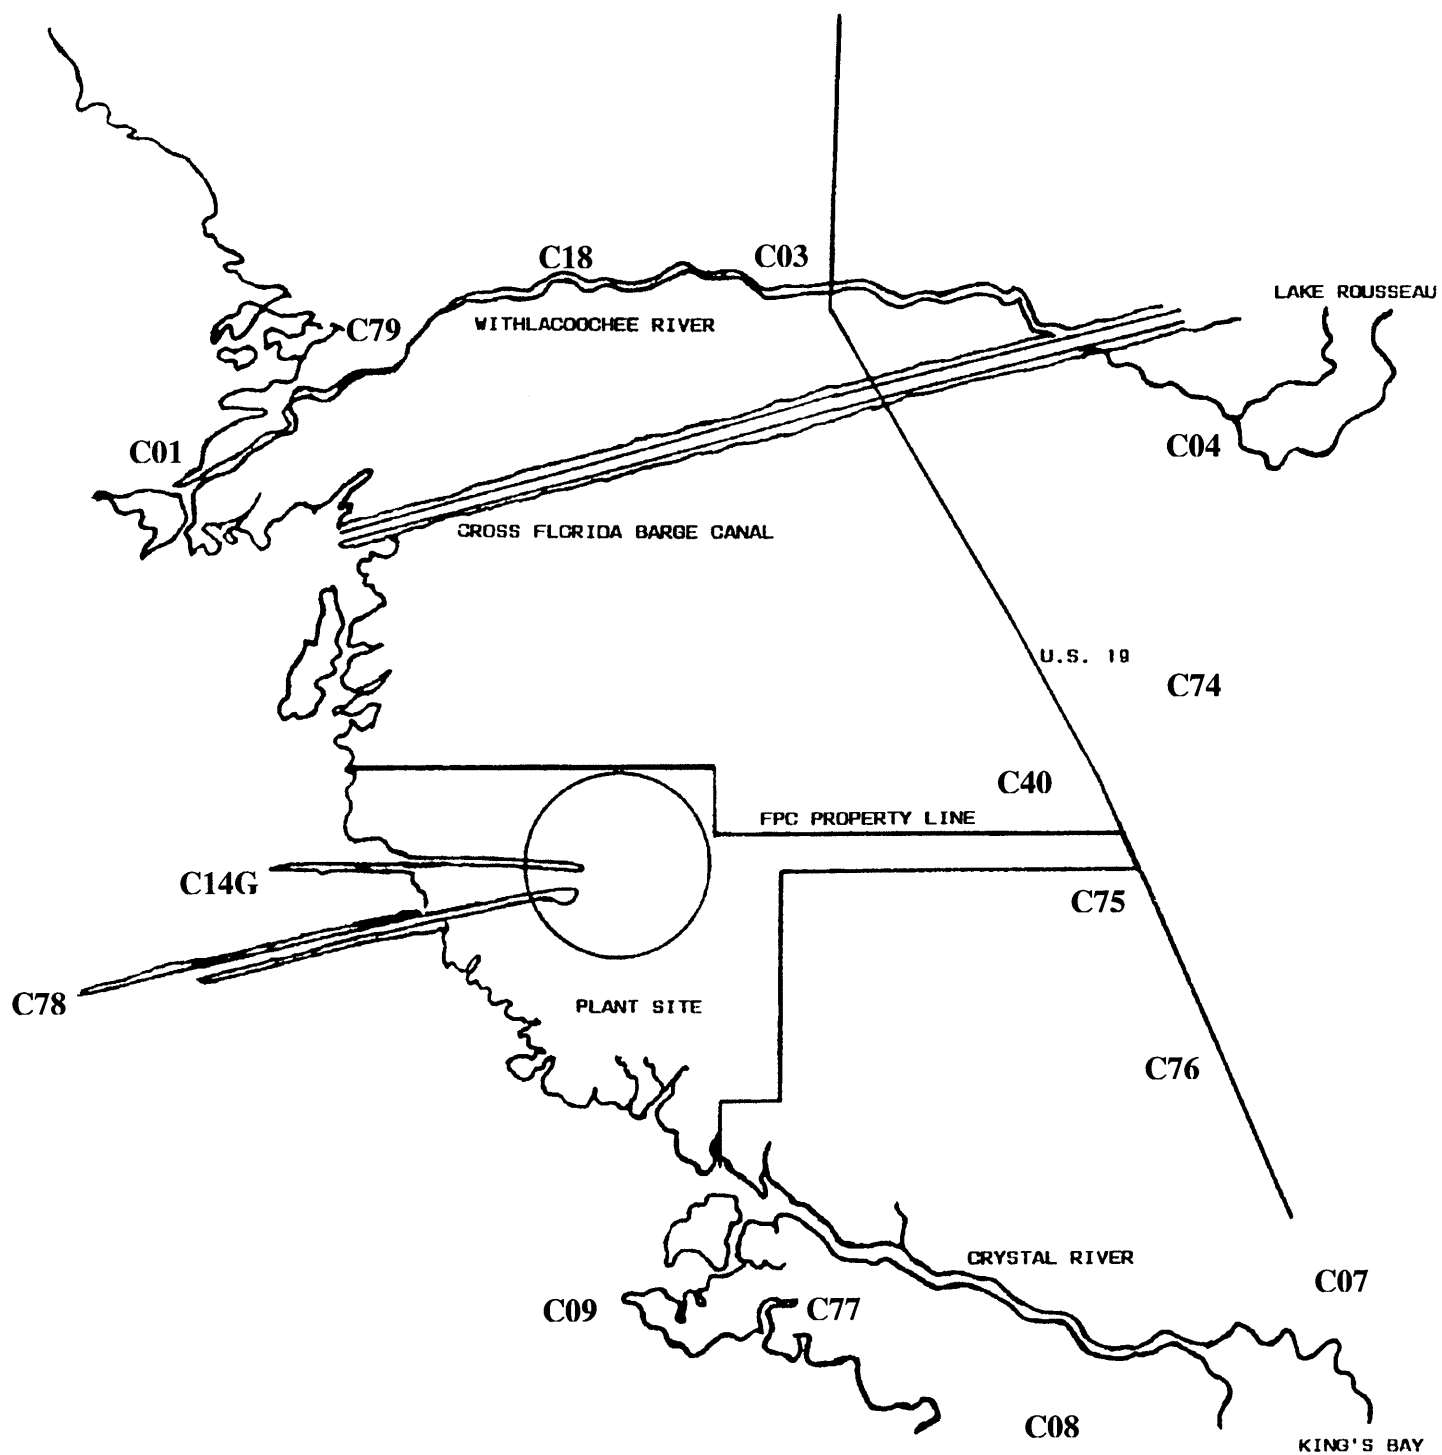 C18
C03
LAKE ROUSSEAU
WITHLACOOCHEE RIVER
C79
C01
C04
CROSS FLCRIDA BARGE CANAL
U.S. 19
C74
C40
FPC PROPERTY LINE
C14G
C75
C78
PLANT SITE
C76
CRYSTAL RIVER
C07
C09
C77
C08
KING'S BAY